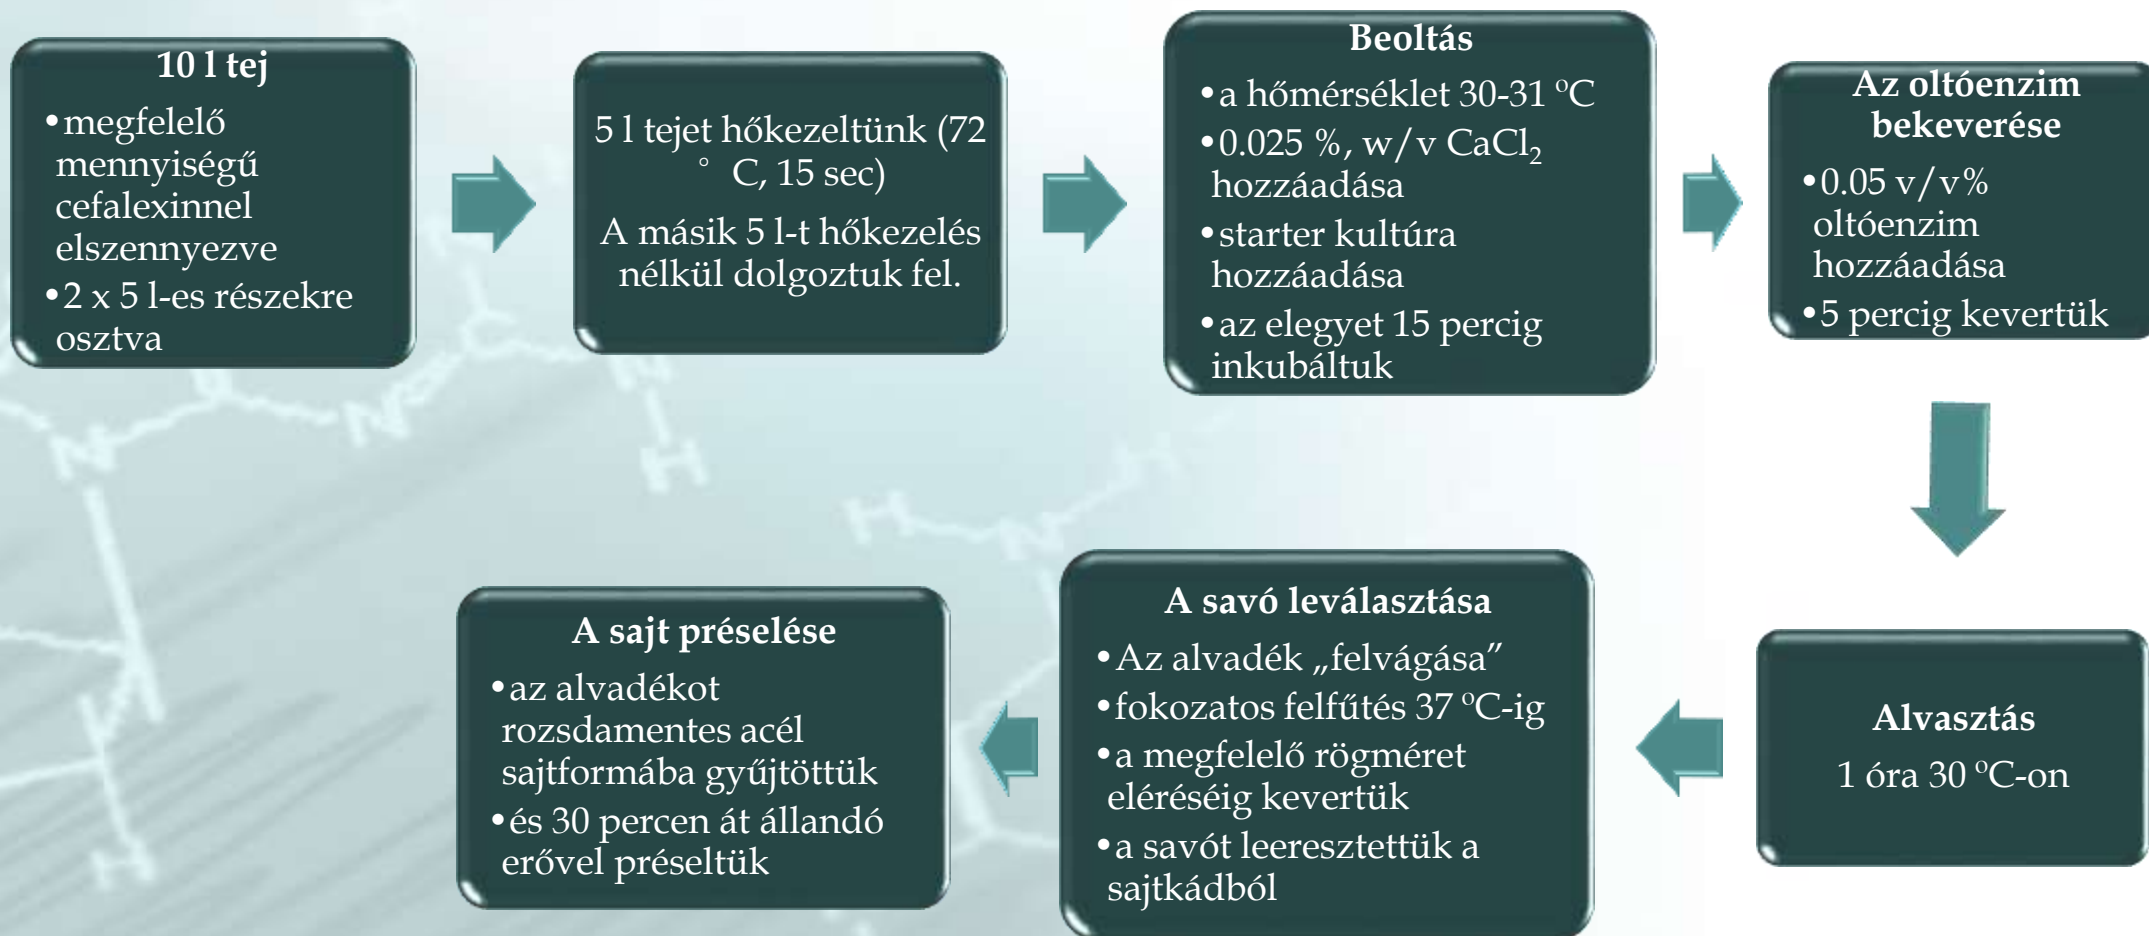 10 l tej
•megfelelő
mennyiségű
cefalexinnel
elszennyezve
•2 x 5 l-es részekre
osztva
5 l tejet hőkezeltünk (72
° C, 15 sec)
A másik 5 l-t hőkezelés
nélkül dolgoztuk fel.
Beoltás
•a hőmérséklet 30-31 ºC
•0.025 %, w/v CaCl₂
hozzáadása
•starter kultúra
hozzáadása
•az elegyet 15 percig
inkubáltuk
Az oltóenzim
bekeverése
•0.05 v/v%
oltóenzim
hozzáadása
•5 percig kevertük
Alvasztás
1 óra 30 ºC-on
A savó leválasztása
•Az alvadék „felvágása”
•fokozatos felfűtés 37 ºC-ig
•a megfelelő rögméret
eléréséig kevertük
•a savót leeresztettük a
sajtkádból
A sajt préselése
•az alvadékot
rozsdamentes acél
sajtformába gyűjtöttük
•és 30 percen át állandó
erővel préseltük
N
C
N
N
H
H
N
H
H